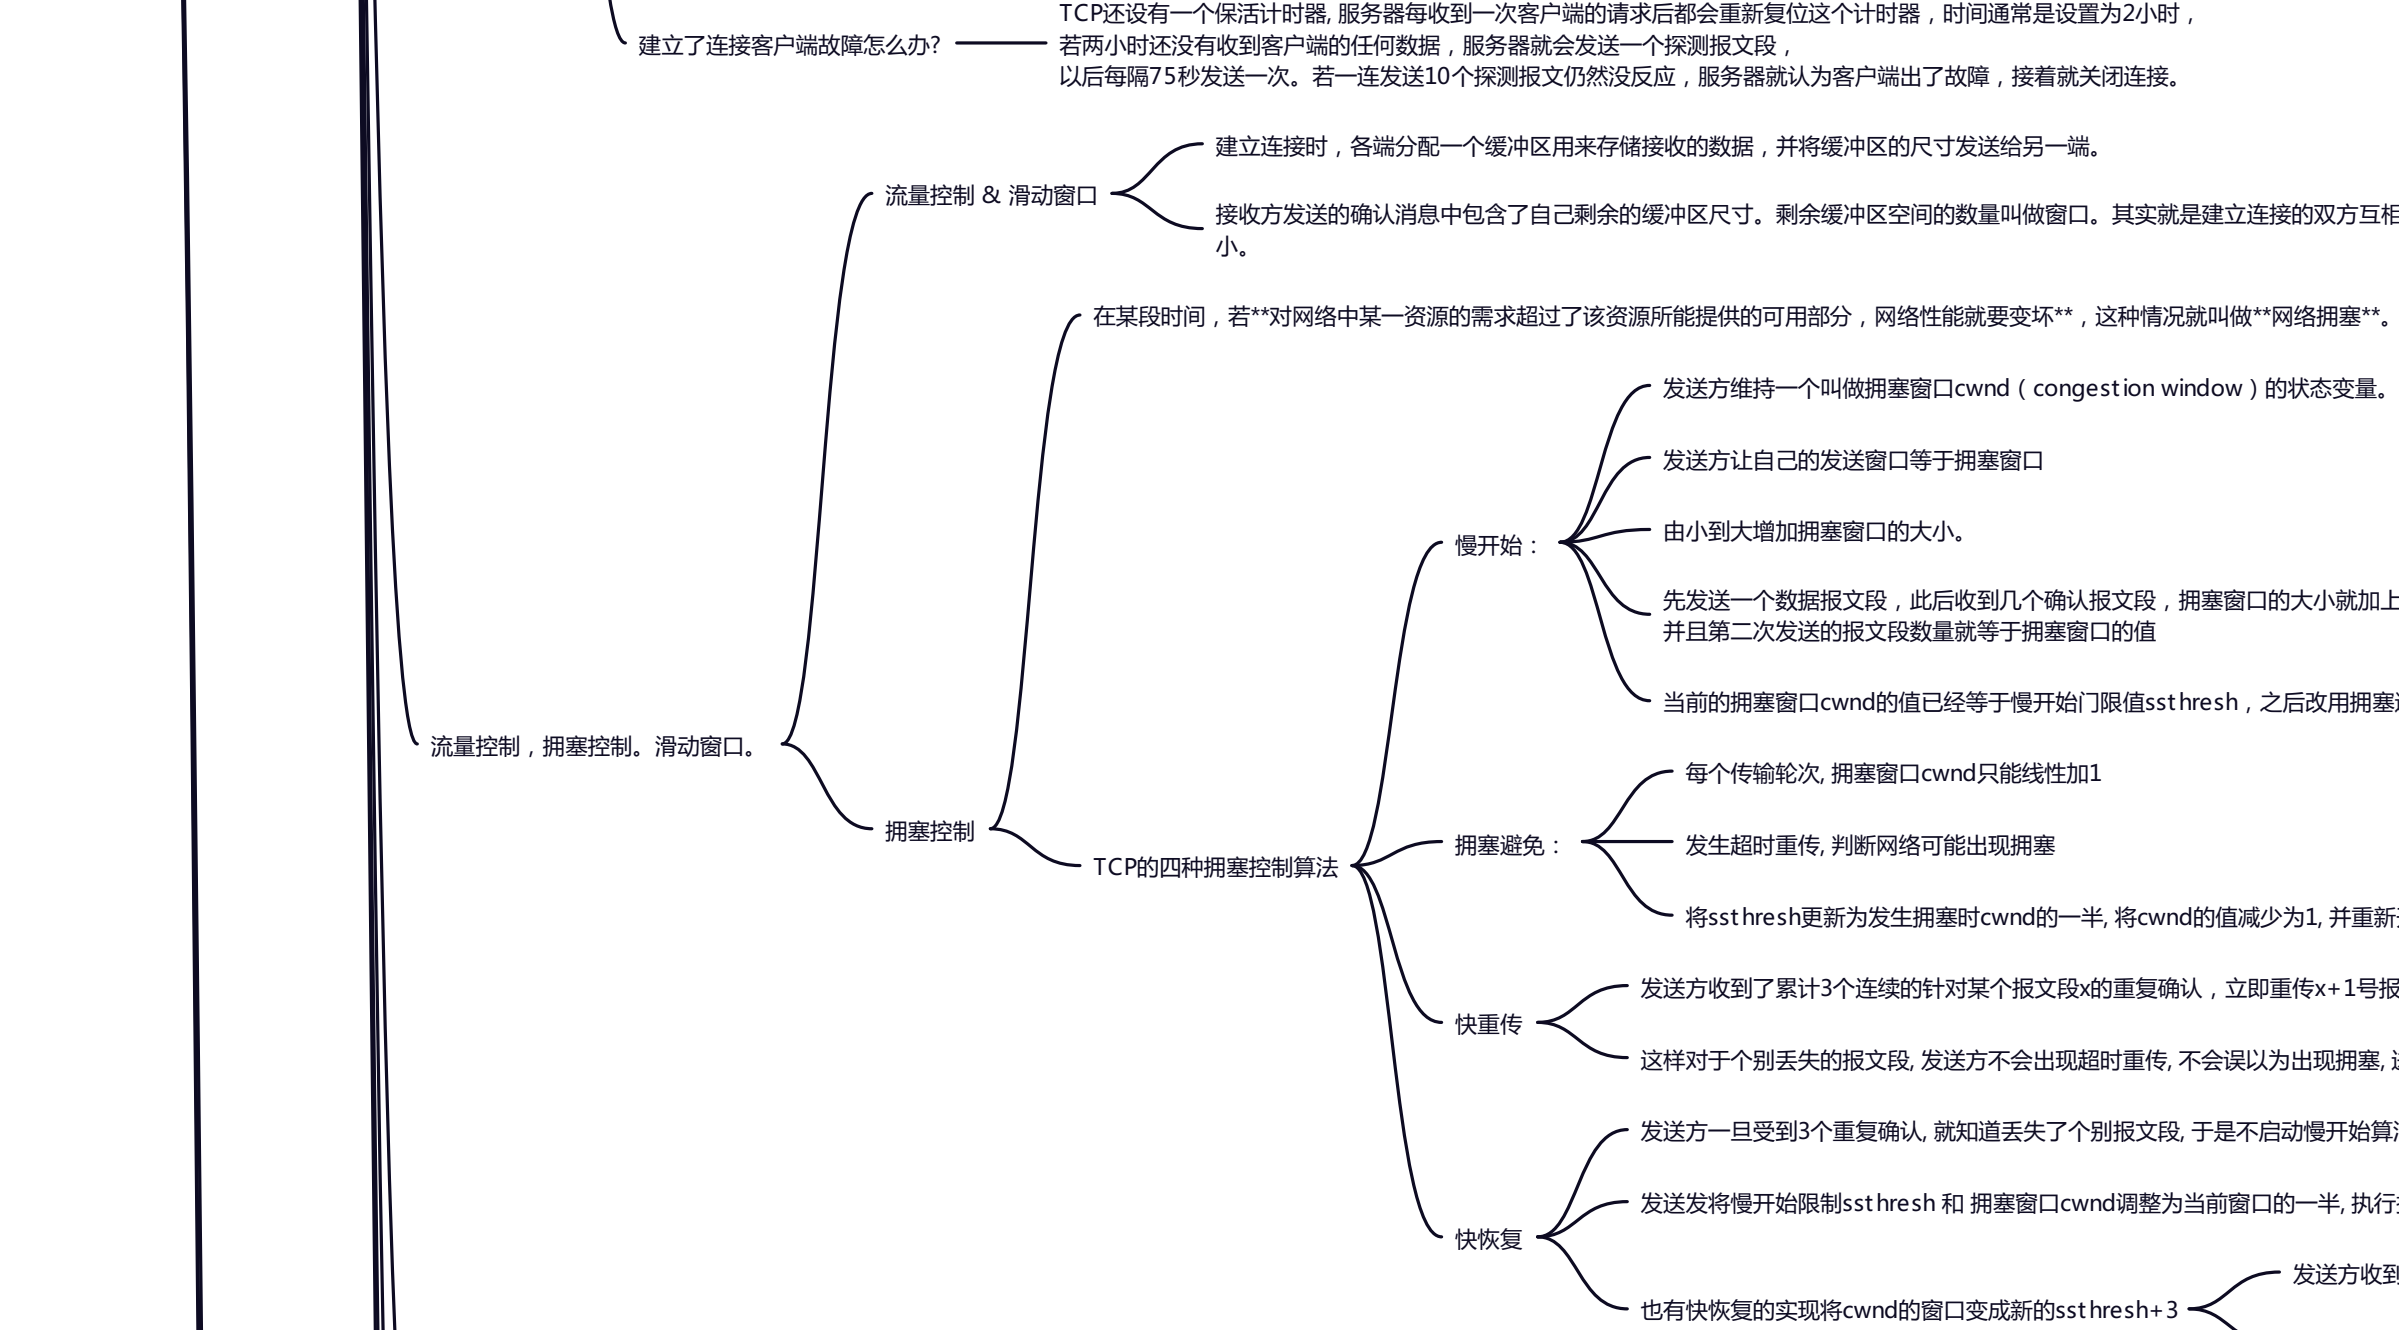 TCP还设有一个保活计时器, 服务器每收到一次客户端的请求后都会重新复位这个计时器，时间通常是设置为2小时，
建立了连接客户端故障怎么办?
若两小时还没有收到客户端的任何数据，服务器就会发送一个探测报文段，
以后每隔75秒发送一次。若一连发送10个探测报文仍然没反应，服务器就认为客户端出了故障，接着就关闭连接。
建立连接时，各端分配一个缓冲区用来存储接收的数据，并将缓冲区的尺寸发送给另一端。
流量控制 & 滑动窗口
接收方发送的确认消息中包含了自己剩余的缓冲区尺寸。剩余缓冲区空间的数量叫做窗口。其实就是建立连接的双方互相
小。
在某段时间，若**对网络中某一资源的需求超过了该资源所能提供的可用部分，网络性能就要变坏**，这种情况就叫做**网络拥塞**。
发送方维持一个叫做拥塞窗口cwnd（congestion window）的状态变量。
发送方让自己的发送窗口等于拥塞窗口
由小到大增加拥塞窗口的大小。
慢开始：
先发送一个数据报文段，此后收到几个确认报文段，拥塞窗口的大小就加上
并且第二次发送的报文段数量就等于拥塞窗口的值
当前的拥塞窗口cwnd的值已经等于慢开始门限值ssthresh，之后改用拥塞
流量控制，拥塞控制。滑动窗口。
每个传输轮次, 拥塞窗口cwnd只能线性加1
拥塞控制
拥塞避免：
发生超时重传, 判断网络可能出现拥塞
TCP的四种拥塞控制算法
将ssthresh更新为发生拥塞时cwnd的一半, 将cwnd的值减少为1, 并重新
发送方收到了累计3个连续的针对某个报文段x的重复确认，立即重传x+1号报
快重传
这样对于个别丢失的报文段, 发送方不会出现超时重传, 不会误以为出现拥塞,
发送方一旦受到3个重复确认, 就知道丢失了个别报文段, 于是不启动慢开始算
发送发将慢开始限制ssthresh 和 拥塞窗口cwnd调整为当前窗口的一半, 执行
快恢复
发送方收到
也有快恢复的实现将cwnd的窗口变成新的ssthresh+3